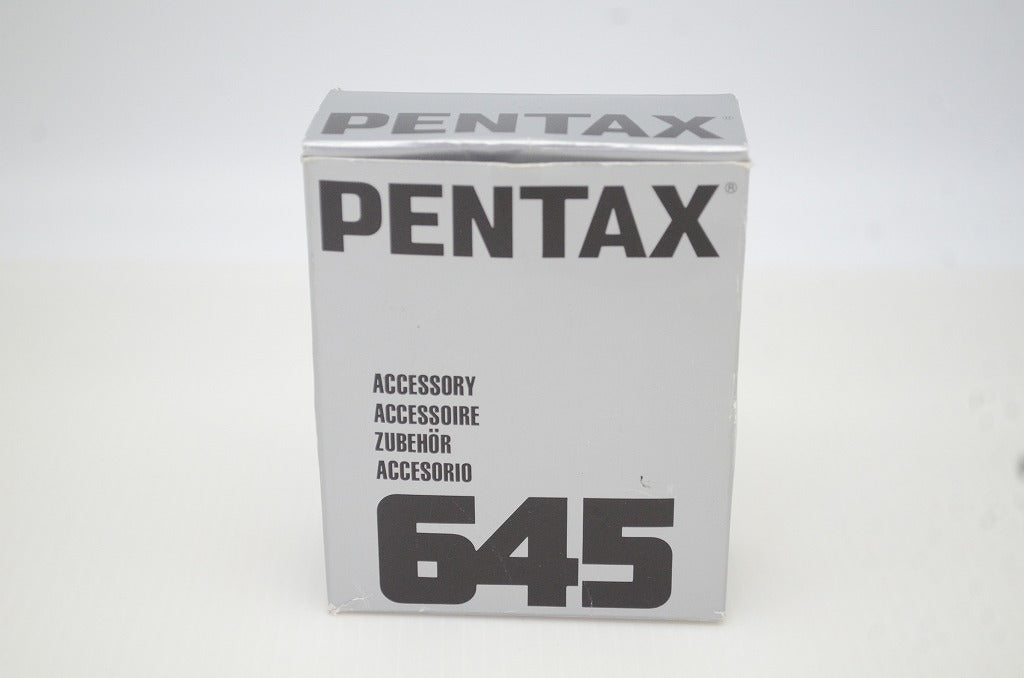 PENTAX®
PENTAX®
ACCESSORY
ACCESSOIRE
ZUBEHÖR
ACCESORIO
645